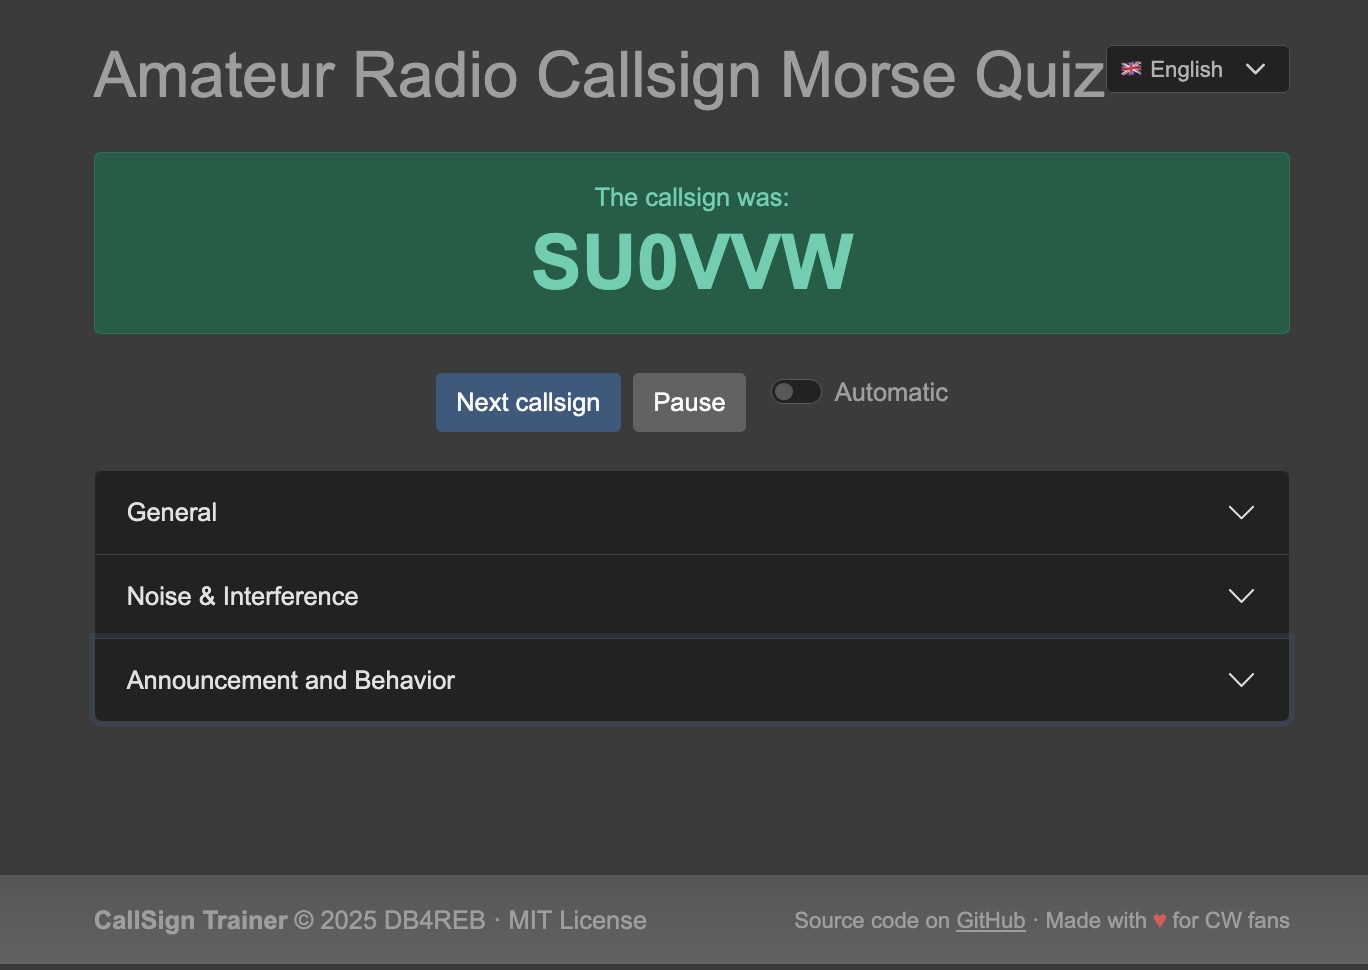 Amateur Radio Callsign Morse Quiz
English
The callsign was:
SU0VVW
Next callsign
Pause
Automatic
General
Noise & Interference
Announcement and Behavior
CallSign Trainer © 2025 DB4REB · MIT License
Source code on GitHub · Made with ♥ for CW fans